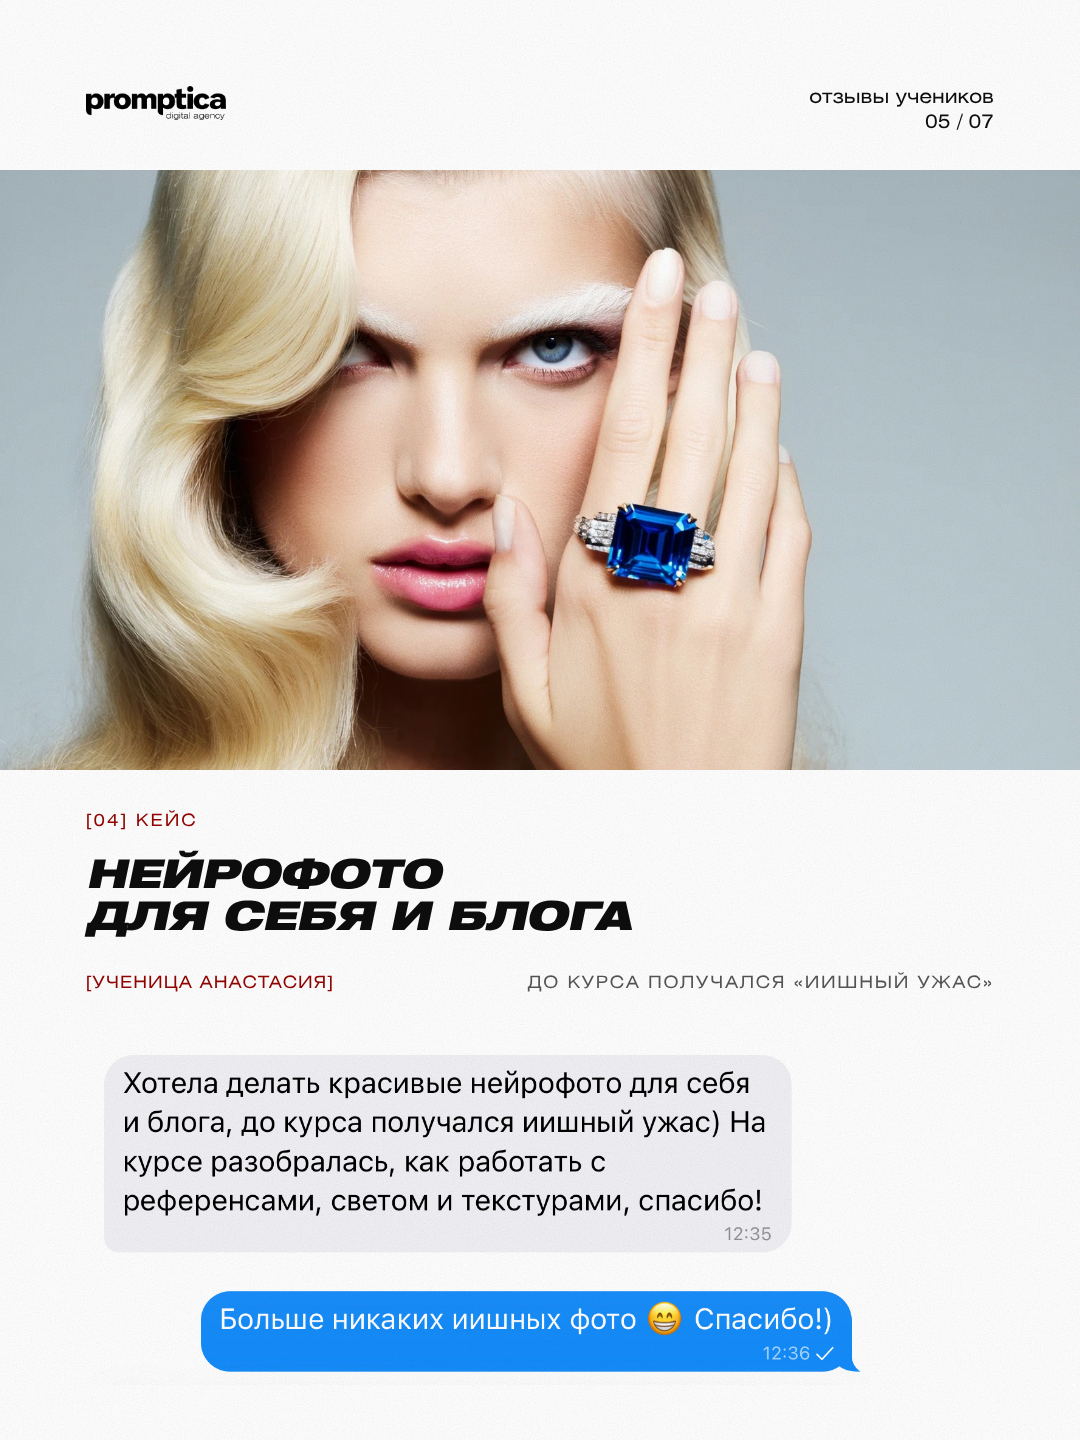 promptica
digital agency
отзывы учеников
05 / 07
[04] КЕЙС
НЕЙРОФОТО
ДЛЯ СЕБЯ И БЛОГА
[УЧЕНИЦА АНАСТАСИЯ]
ДО КУРСА ПОЛУЧАЛСЯ «ИИШНЫЙ УЖАС»
Хотела делать красивые нейрофото для себя
и блога, до курса получался иишный ужас) На
курсе разобралась, как работать с
референсами, светом и текстурами, спасибо!
12:35
Больше никаких иишных фото 😁 Спасибо!)
12:36